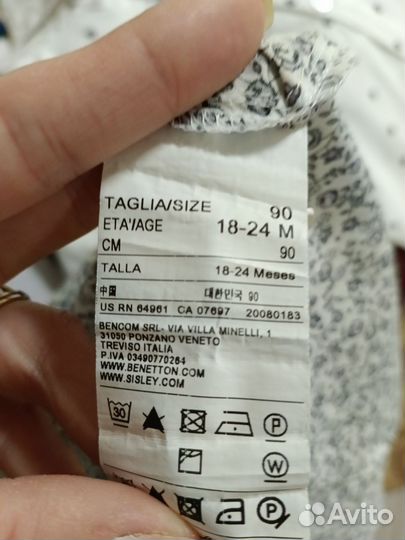 TAGLIA/SIZE 90
ETA'/AGE 18-24 M
CM 90
TALLA 18-24 Meses
中国 대한민국 90
US RN 64961 CA 07697 20080183
BENCOM SRL- VIA VILLA MINELLI, 1
31050 PONZANO VENETO
TREVISO ITALIA
P.IVA 03490770264
WWW.BENETTON.COM
WWW.SISLEY.COM
30 P
W
P
Avito